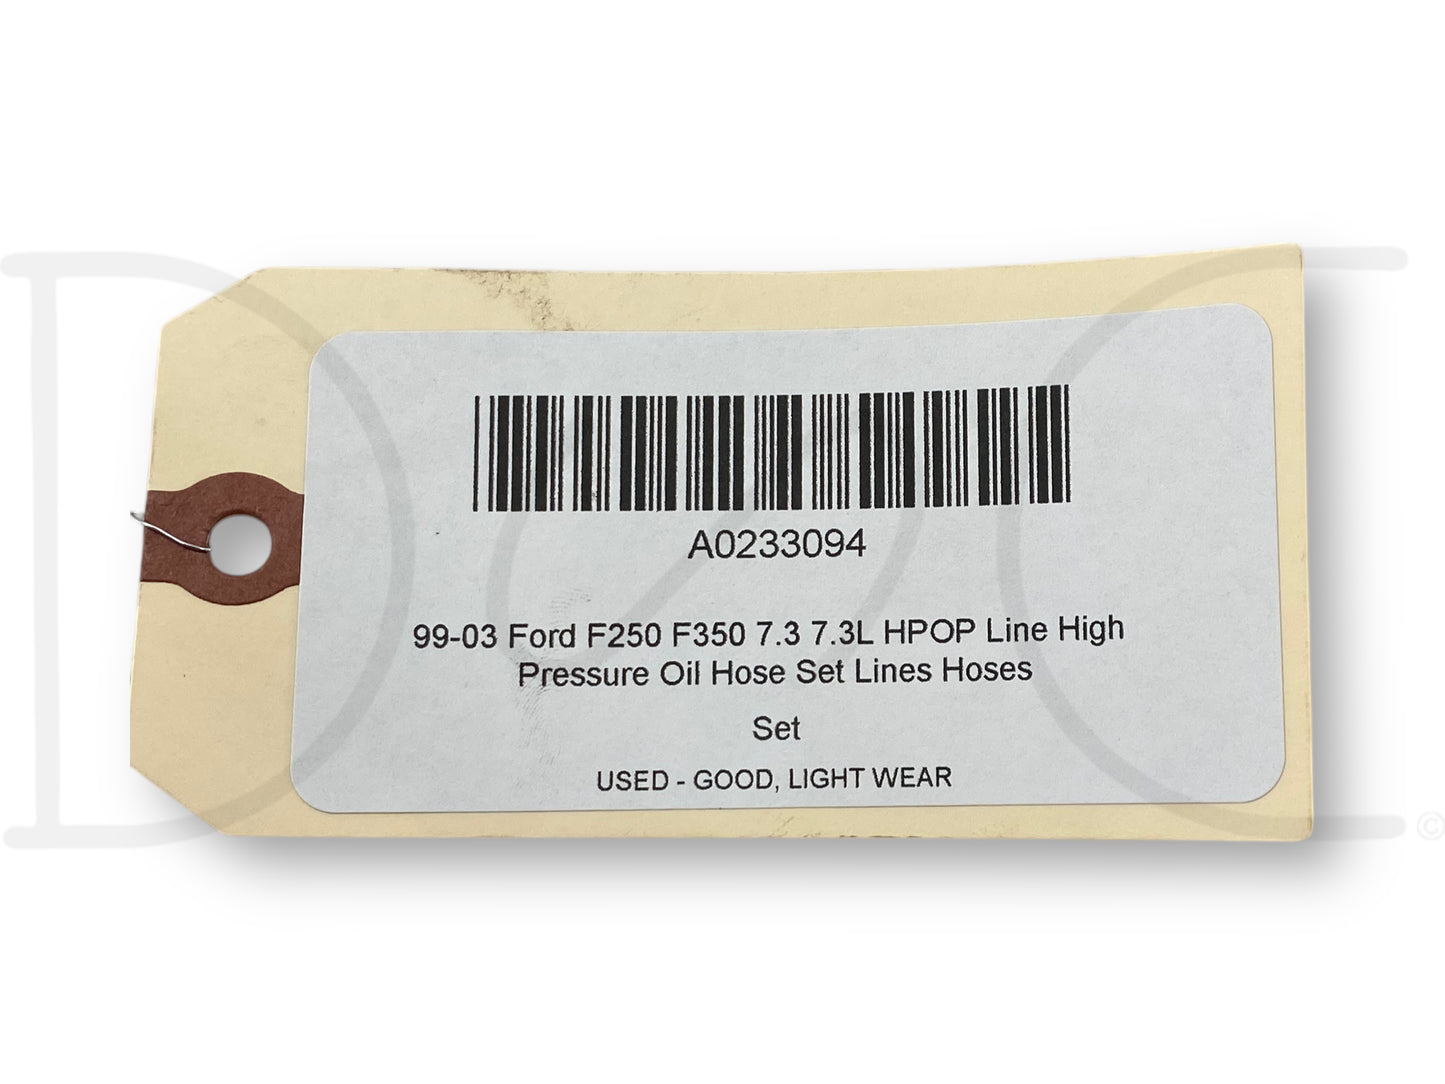 A0233094
99-03 Ford F250 F350 7.3 7.3L HPOP Line High
Pressure Oil Hose Set Lines Hoses
Set
USED - GOOD, LIGHT WEAR
©